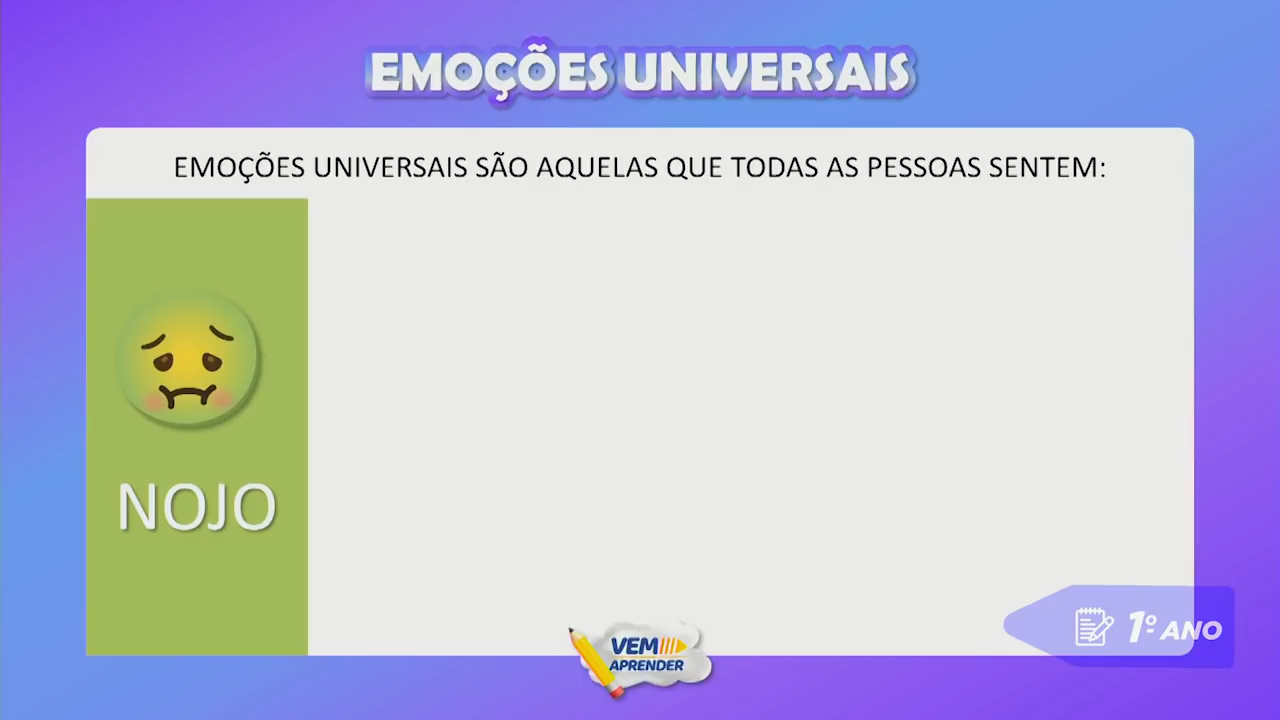 EMOÇÕES UNIVERSAIS
EMOÇÕES UNIVERSAIS SÃO AQUELAS QUE TODAS AS PESSOAS SENTEM:
NOJO
VEM
APRENDER
1º ANO